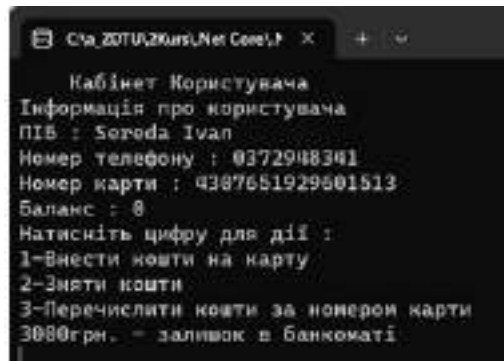 C:\a_ZDTU\2Kurs\.Net Core\
Кабінет Користувача
Інформація про користувача
ПІБ : Sereda Ivan
Номер телефону : 0372948341
Номер карти : 4307651929601513
Баланс : 0
Натисніть цифру для дії :
1-Внести кошти на карту
2-Зняти кошти
3-Перечислити кошти за номером карти
3000грн. - залишок в банкоматі